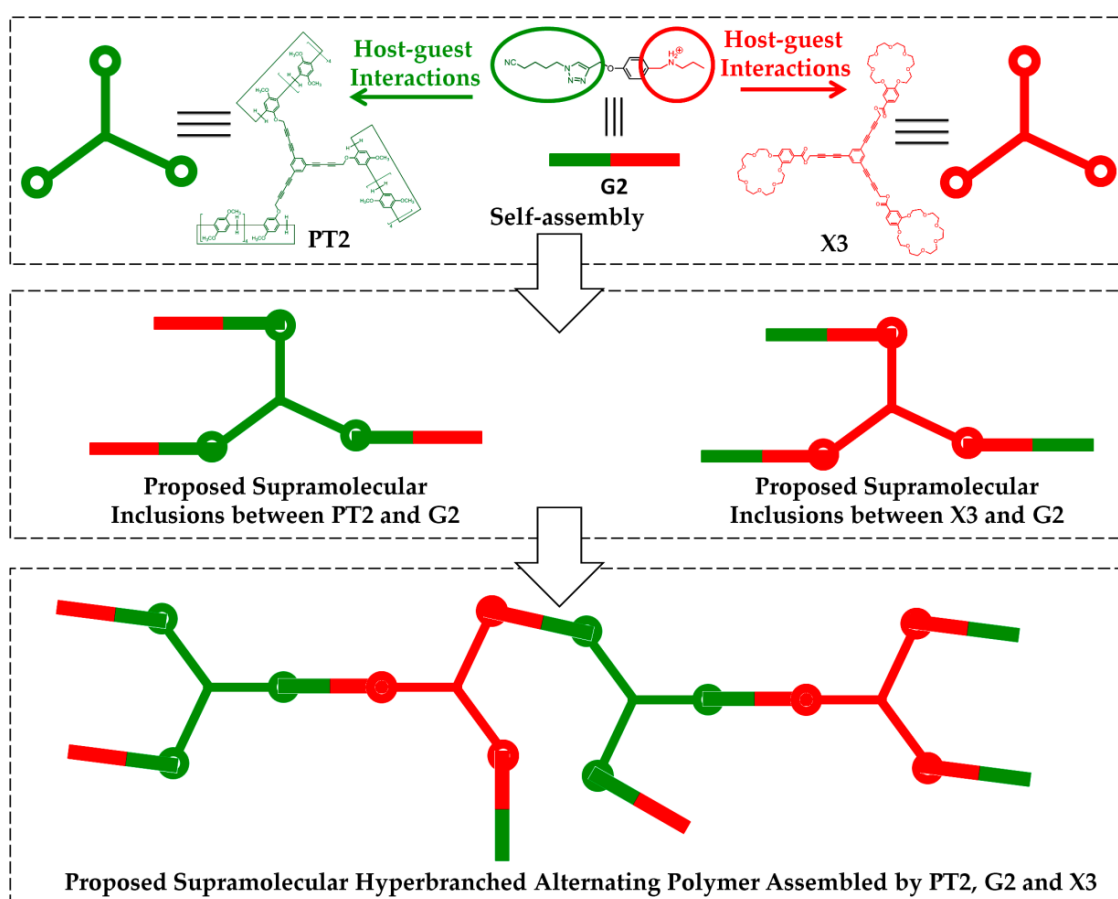 Host-guest
Interactions
Host-guest
Interactions
G2
Self-assembly
PT2
X3
Proposed Supramolecular
Inclusions between PT2 and G2
Proposed Supramolecular
Inclusions between X3 and G2
Proposed Supramolecular Hyperbranched Alternating Polymer Assembled by PT2, G2 and X3